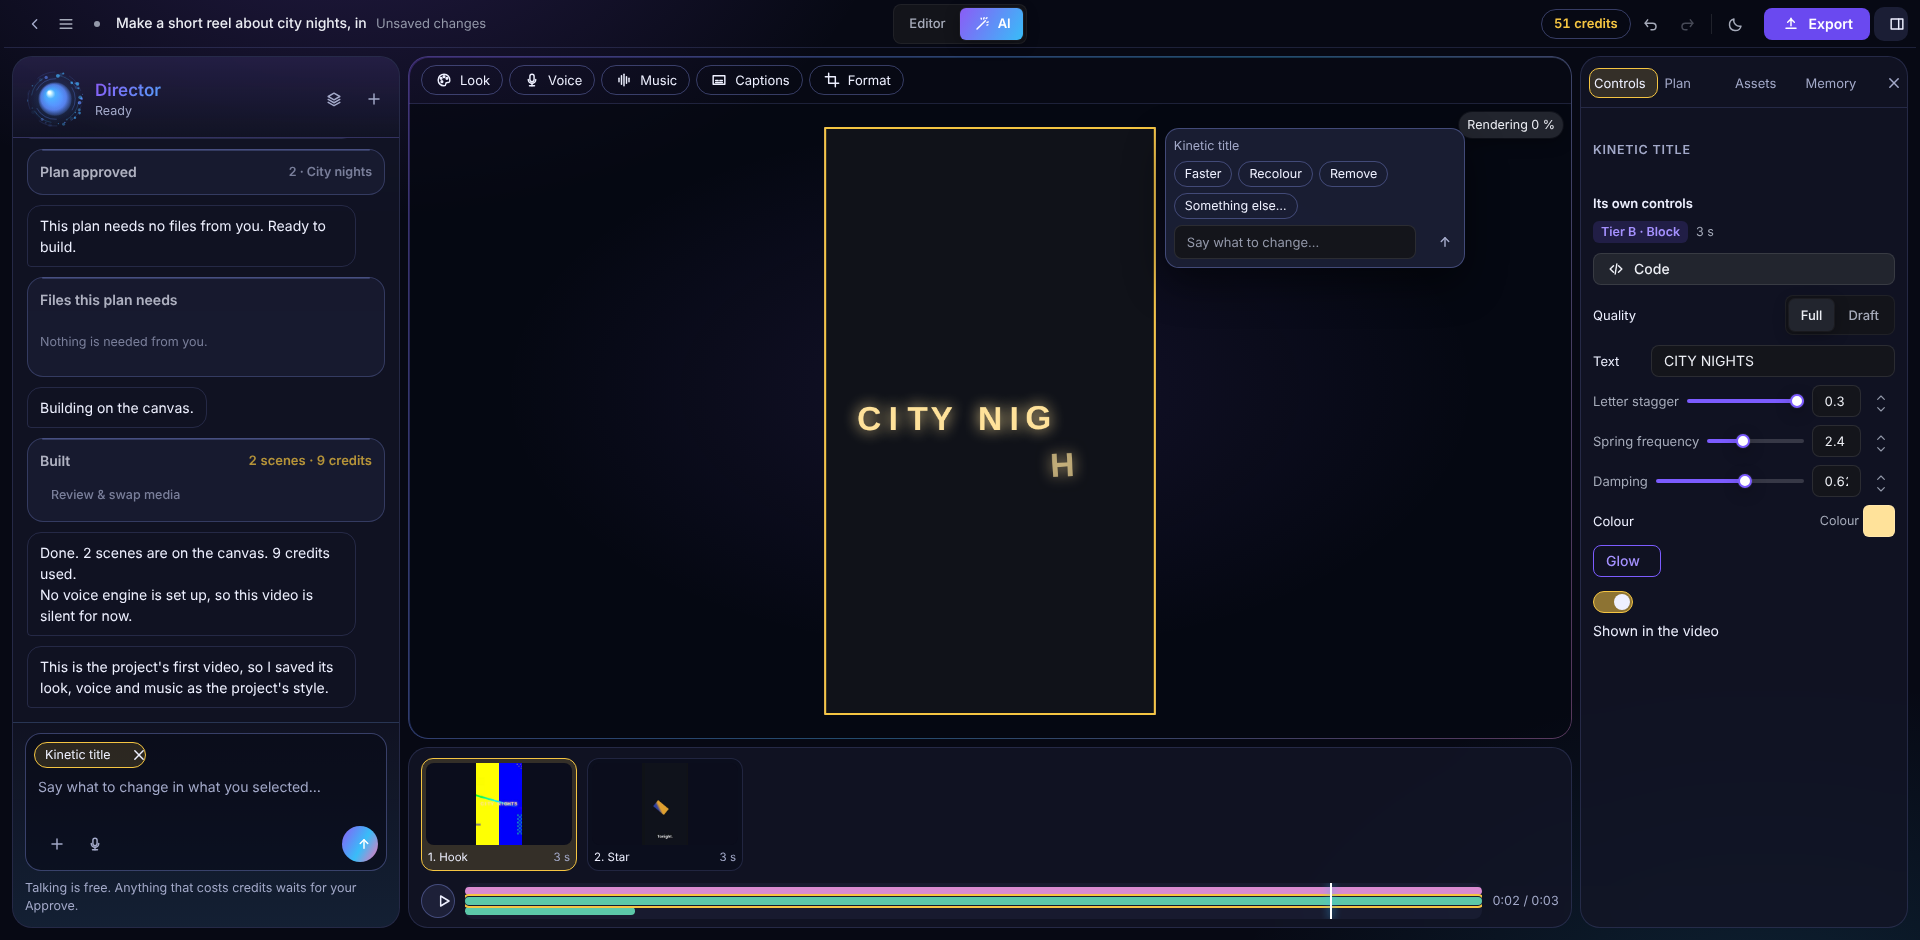 Make a short reel about city nights, in
Unsaved changes
Editor
AI
51 credits
Export
Director
Ready
Plan approved
2 · City nights
This plan needs no files from you. Ready to
build.
Files this plan needs
Nothing is needed from you.
Building on the canvas.
Built
2 scenes · 9 credits
Review & swap media
Done. 2 scenes are on the canvas. 9 credits
used.
No voice engine is set up, so this video is
silent for now.
This is the project's first video, so I saved its
look, voice and music as the project's style.
Kinetic title
Say what to change in what you selected...
Talking is free. Anything that costs credits waits for your
Approve.
Look
Voice
Music
Captions
Format
Rendering 0 %
Kinetic title
Faster
Recolour
Remove
Something else...
Say what to change...
CITY NIG
H
1. Hook
3 s
Tonight.
2. Star
3 s
0:02 / 0:03
Controls
Plan
Assets
Memory
KINETIC TITLE
Its own controls
Tier B · Block
3 s
Code
Quality
Full
Draft
Text
CITY NIGHTS
Letter stagger
0.3
Spring frequency
2.4
Damping
0.62
Colour
Colour
Glow
Shown in the video